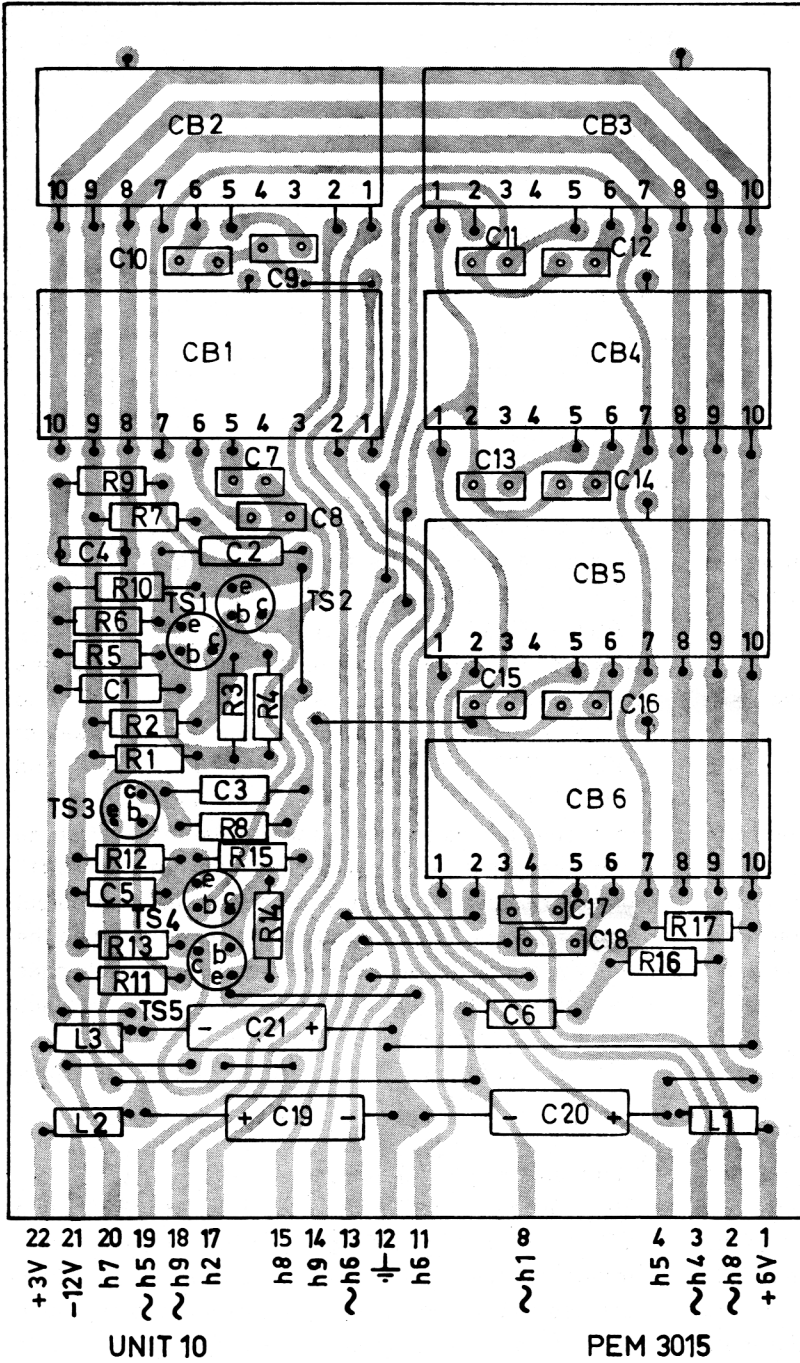 CB2 CB3
10 9 8 7 6 5 4 3 2 1 1 2 3 4 5 6 7 8 9 10
C10 C9 C11 C12
CB1 CB4
10 9 8 7 6 5 4 3 2 1 1 2 3 4 5 6 7 8 9 10
R9 C7 C13 C14
R7 C8
C4 C2
R10 TS1 e b c TS2 CB5
R6 e b c
R5 1 2 3 4 5 6 7 8 9 10
C1 R3 R4 C15 C16
R2
R1
TS3 c b e C3 CB6
R8
R12 R15 1 2 3 4 5 6 7 8 9 10
C5 e b c R14 C17
TS4 R17
R13 b c e C18
R11 R16
TS5 C21 - + C6
L3
L2 + C19 - - C20 + L1
22 21 20 19 18 17 15 14 13 12 11 8 4 3 2 1
+3V -12V h7 ~h5 ~h9 h2 h8 h9 ~h6 h6 ~h1 h5 ~h4 ~h8 +6V
UNIT 10 PEM 3015